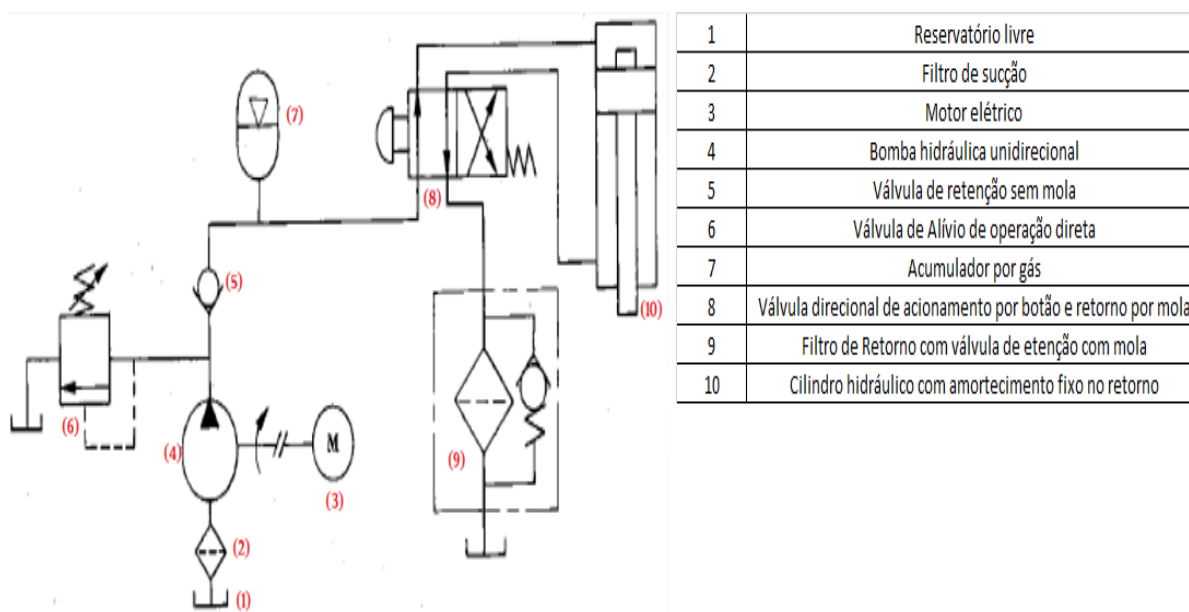 (7)
(8)
(5)
(10)
(6)
(4)
M
(3)
(9)
(2)
(1)
1 Reservatório livre
2 Filtro de sucção
3 Motor elétrico
4 Bomba hidráulica unidirecional
5 Válvula de retenção sem mola
6 Válvula de Alívio de operação direta
7 Acumulador por gás
8 Válvula direcional de acionamento por botão e retorno por mola
9 Filtro de Retorno com válvula de etenção com mola
10 Cilindro hidráulico com amortecimento fixo no retorno